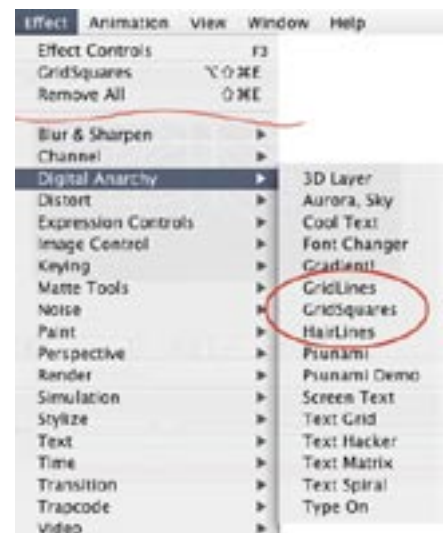 Effect Animation View Window Help
Effect Controls F3
GridSquares ⌥⇧⌘E
Remove All ⇧⌘E
Blur & Sharpen
Channel
Digital Anarchy
Distort
Expression Controls
Image Control
Keying
Matte Tools
Noise
Paint
Perspective
Render
Simulation
Stylize
Text
Time
Transition
Trapcode
Video
3D Layer
Aurora, Sky
Cool Text
Font Changer
Gradient!
GridLines
GridSquares
HairLines
Psunami
Psunami Demo
Screen Text
Text Grid
Text Hacker
Text Matrix
Text Spiral
Type On